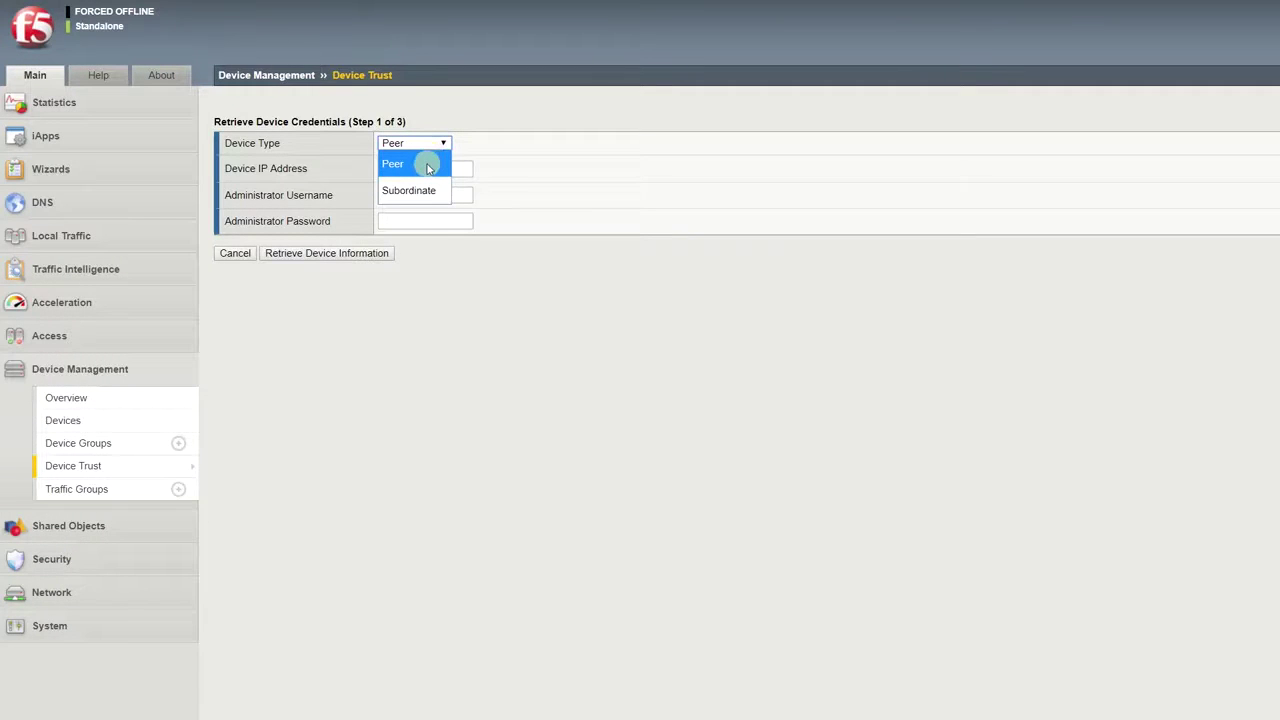 f5
FORCED OFFLINE
Standalone
Main
Help
About
Device Management ›› Device Trust
Statistics
iApps
Wizards
DNS
Local Traffic
Traffic Intelligence
Acceleration
Access
Device Management
Overview
Devices
Device Groups
Device Trust
Traffic Groups
Shared Objects
Security
Network
System
Retrieve Device Credentials (Step 1 of 3)
Device Type
Peer
Peer
Subordinate
Device IP Address
Administrator Username
Administrator Password
Cancel
Retrieve Device Information